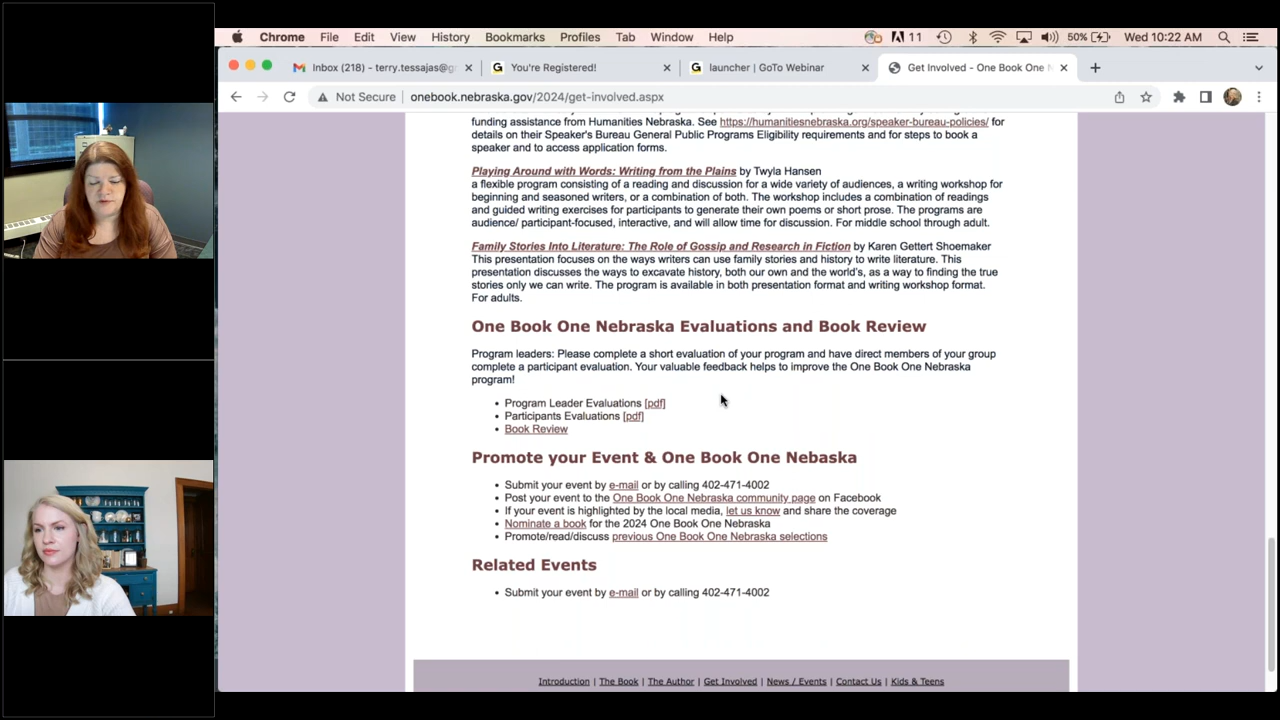 Chrome File Edit View History Bookmarks Profiles Tab Window Help 11 50% Wed 10:22 AM
Inbox (218) - terry.tessajas@g You're Registered! launcher | GoTo Webinar Get Involved - One Book One N
Not Secure onebook.nebraska.gov/2024/get-involved.aspx
funding assistance from Humanities Nebraska. See https://humanitiesnebraska.org/speaker-bureau-policies/ for
details on their Speaker's Bureau General Public Programs Eligibility requirements and for steps to book a
speaker and to access application forms.
Playing Around with Words: Writing from the Plains by Twyla Hansen
a flexible program consisting of a reading and discussion for a wide variety of audiences, a writing workshop for
beginning and seasoned writers, or a combination of both. The workshop includes a combination of readings
and guided writing exercises for participants to generate their own poems or short prose. The programs are
audience/ participant-focused, interactive, and will allow time for discussion. For middle school through adult.
Family Stories Into Literature: The Role of Gossip and Research in Fiction by Karen Gettert Shoemaker
This presentation focuses on the ways writers can use family stories and history to write literature. This
presentation discusses the ways to excavate history, both our own and the world's, as a way to finding the true
stories only we can write. The program is available in both presentation format and writing workshop format.
For adults.
One Book One Nebraska Evaluations and Book Review
Program leaders: Please complete a short evaluation of your program and have direct members of your group
complete a participant evaluation. Your valuable feedback helps to improve the One Book One Nebraska
program!
• Program Leader Evaluations [pdf]
• Participants Evaluations [pdf]
• Book Review
Promote your Event & One Book One Nebaska
• Submit your event by e-mail or by calling 402-471-4002
• Post your event to the One Book One Nebraska community page on Facebook
• If your event is highlighted by the local media, let us know and share the coverage
• Nominate a book for the 2024 One Book One Nebraska
• Promote/read/discuss previous One Book One Nebraska selections
Related Events
• Submit your event by e-mail or by calling 402-471-4002
Introduction | The Book | The Author | Get Involved | News / Events | Contact Us | Kids & Teens